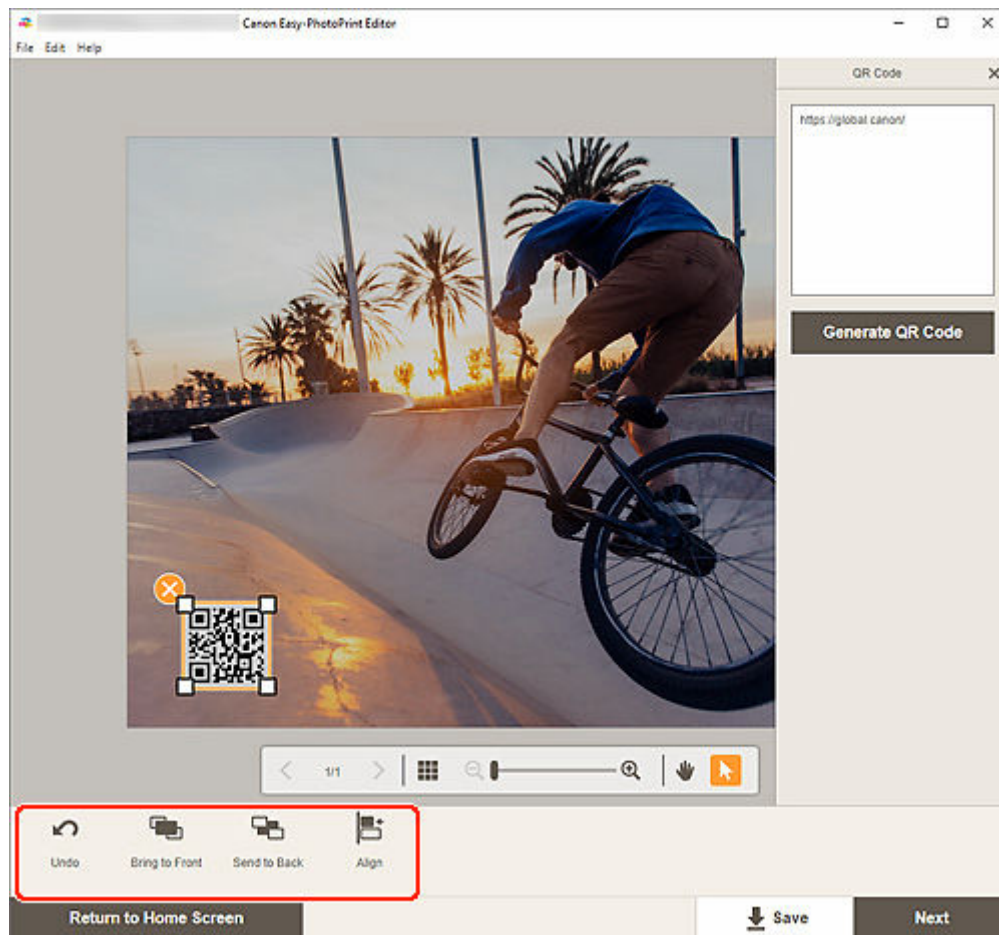 Canon Easy-PhotoPrint Editor
File Edit Help
QR Code
https://global.canon/
Generate QR Code
1/1
Undo
Bring to Front
Send to Back
Align
Return to Home Screen
Save
Next